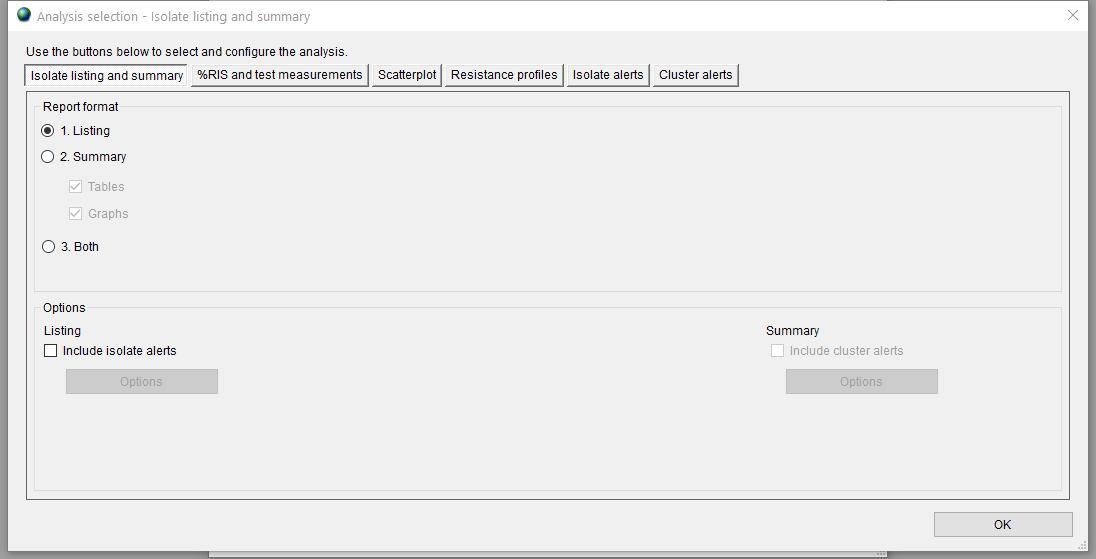 Analysis selection - Isolate listing and summary
Use the buttons below to select and configure the analysis.
Isolate listing and summary %RIS and test measurements Scatterplot Resistance profiles Isolate alerts Cluster alerts
Report format
1. Listing
2. Summary
Tables
Graphs
3. Both
Options
Listing Summary
Include isolate alerts Include cluster alerts
Options Options
OK